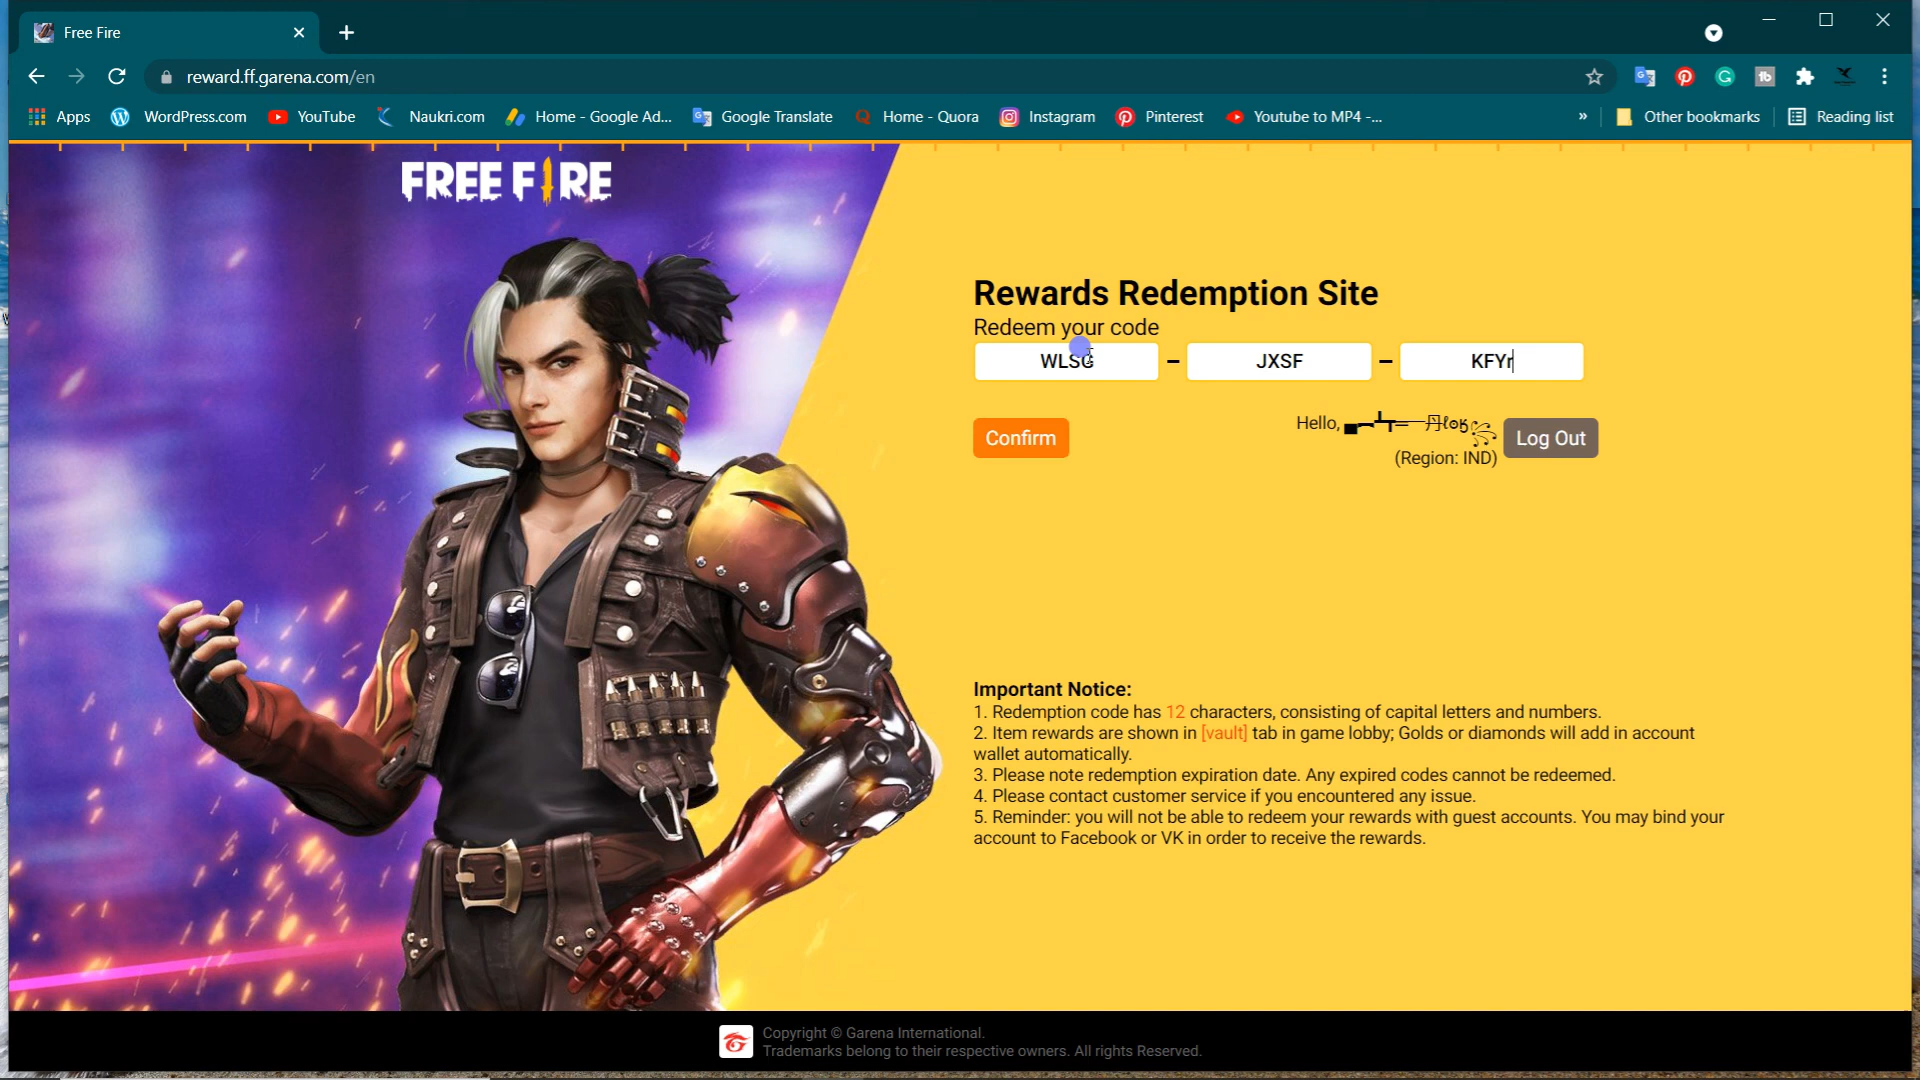 Free Fire
reward.ff.garena.com/en
Apps WordPress.com YouTube Naukri.com Home - Google Ad... Google Translate Home - Quora Instagram Pinterest Youtube to MP4 -... » Other bookmarks Reading list
FREE FIRE
Rewards Redemption Site
Redeem your code
WLSG - JXSF - KFYr
Confirm
Hello,
Log Out
(Region: IND)
Important Notice:
1. Redemption code has 12 characters, consisting of capital letters and numbers.
2. Item rewards are shown in [vault] tab in game lobby; Golds or diamonds will add in account
wallet automatically.
3. Please note redemption expiration date. Any expired codes cannot be redeemed.
4. Please contact customer service if you encountered any issue.
5. Reminder: you will not be able to redeem your rewards with guest accounts. You may bind your
account to Facebook or VK in order to receive the rewards.
Copyright © Garena International.
Trademarks belong to their respective owners. All rights Reserved.